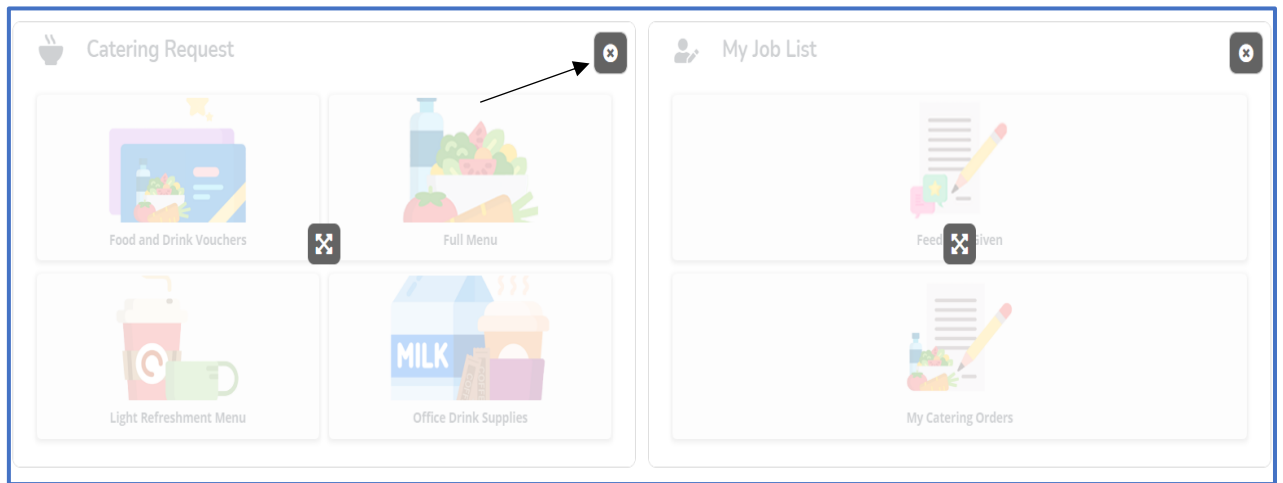 Catering Request
My Job List
Food and Drink Vouchers
Full Menu
MILK
Light Refreshment Menu
Office Drink Supplies
Given
My Catering Orders